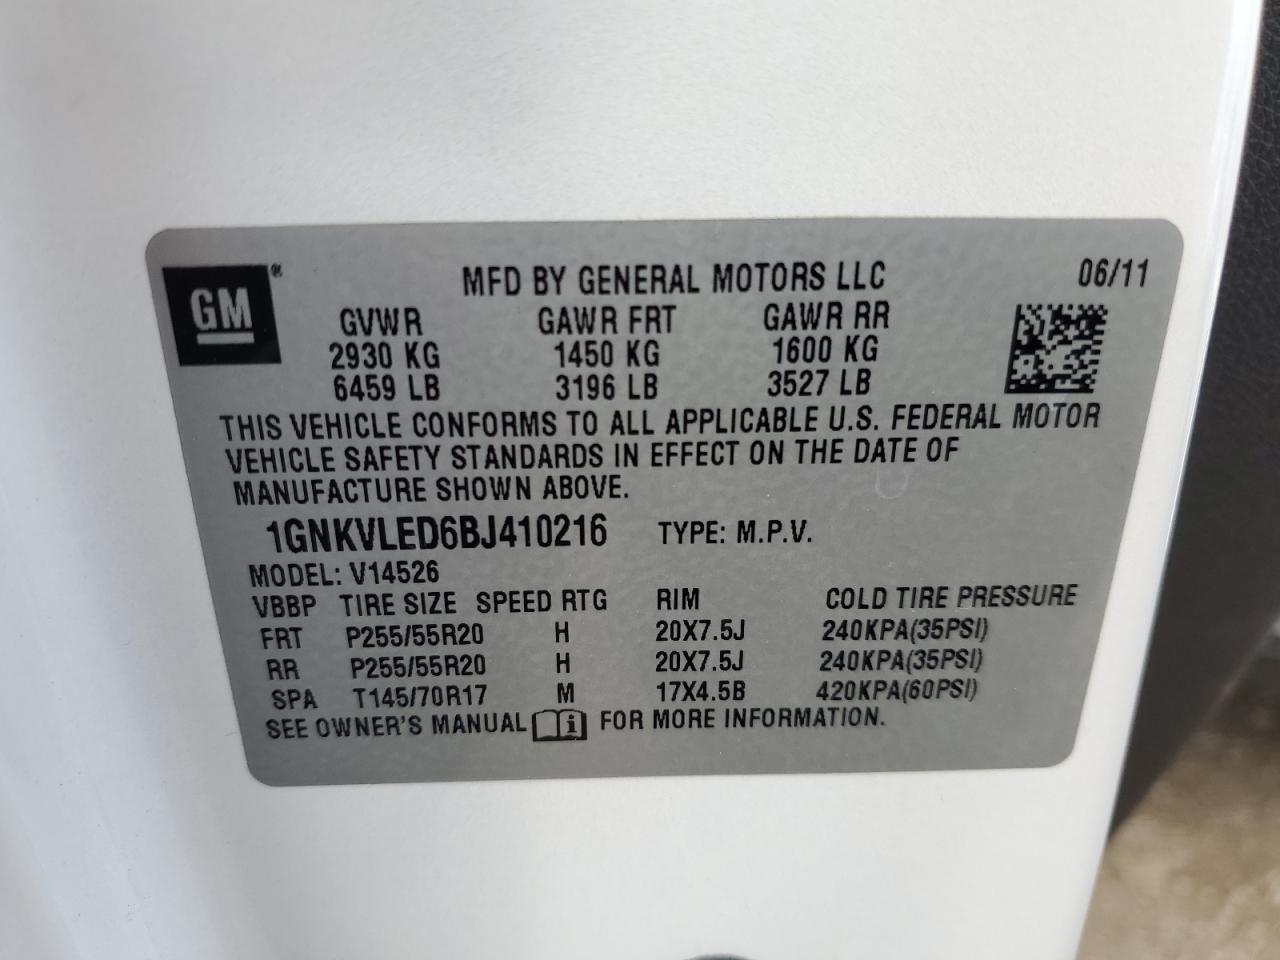 GM®
MFD BY GENERAL MOTORS LLC 06/11
GVWR GAWR FRT GAWR RR
2930 KG 1450 KG 1600 KG
6459 LB 3196 LB 3527 LB
THIS VEHICLE CONFORMS TO ALL APPLICABLE U.S. FEDERAL MOTOR
VEHICLE SAFETY STANDARDS IN EFFECT ON THE DATE OF
MANUFACTURE SHOWN ABOVE.
1GNKVLED6BJ410216 TYPE: M.P.V.
MODEL: V14526
VBBP TIRE SIZE SPEED RTG RIM COLD TIRE PRESSURE
FRT P255/55R20 H 20X7.5J 240KPA(35PSI)
RR P255/55R20 H 20X7.5J 240KPA(35PSI)
SPA T145/70R17 M 17X4.5B 420KPA(60PSI)
SEE OWNER'S MANUAL i FOR MORE INFORMATION.